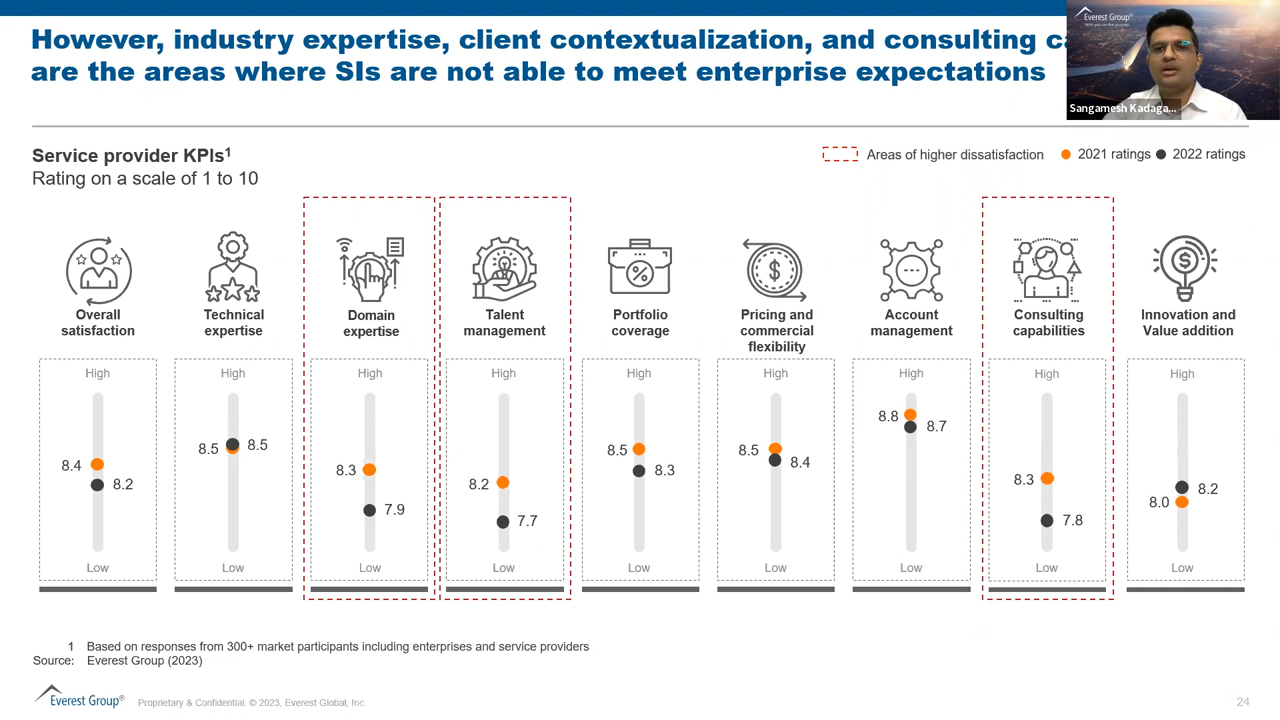 However, industry expertise, client contextualization, and consulting
are the areas where SIs are not able to meet enterprise expectations
Everest Group®
With you on the journey
Sangamesh Kadaga...
Service provider KPIs¹
Rating on a scale of 1 to 10
Areas of higher dissatisfaction
2021 ratings
2022 ratings
Overall
satisfaction
Technical
expertise
Domain
expertise
Talent
management
Portfolio
coverage
Pricing and
commercial
flexibility
Account
management
Consulting
capabilities
Innovation and
Value addition
High
8.4
8.2
Low
High
8.5
8.5
Low
High
8.3
7.9
Low
High
8.2
7.7
Low
High
8.5
8.3
Low
High
8.5
8.4
Low
High
8.8
8.7
Low
High
8.3
7.8
Low
High
8.0
8.2
Low
1 Based on responses from 300+ market participants including enterprises and service providers
Source: Everest Group (2023)
Everest Group®
Proprietary & Confidential. © 2023, Everest Global, Inc.
24